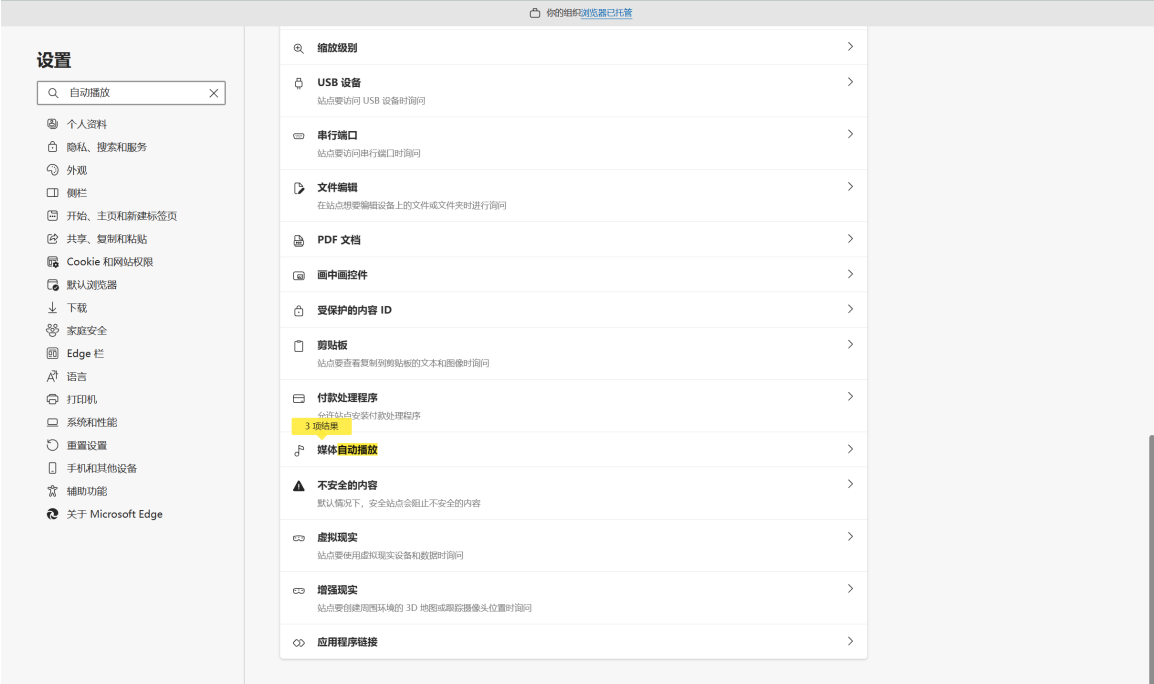 你的组织浏览器已托管
设置
自动播放
个人资料
隐私、搜索和服务
外观
侧栏
开始、主页和新建标签页
共享、复制和粘贴
Cookie 和网站权限
默认浏览器
下载
家庭安全
Edge 栏
语言
打印机
系统和性能
重置设置
手机和其他设备
辅助功能
关于 Microsoft Edge
缩放级别
USB 设备
站点要访问 USB 设备时询问
串行端口
站点要访问串行端口时询问
文件编辑
在站点想要编辑设备上的文件或文件夹时进行询问
PDF 文档
画中画控件
受保护的内容 ID
剪贴板
站点要查看复制到剪贴板的文本和图像时询问
付款处理程序
允许站点安装付款处理程序
3 项结果
媒体自动播放
不安全的内容
默认情况下，安全站点会阻止不安全的内容
虚拟现实
站点要使用虚拟现实设备和数据时询问
增强现实
站点要创建周围环境的 3D 地图或跟踪摄像头位置时询问
应用程序链接